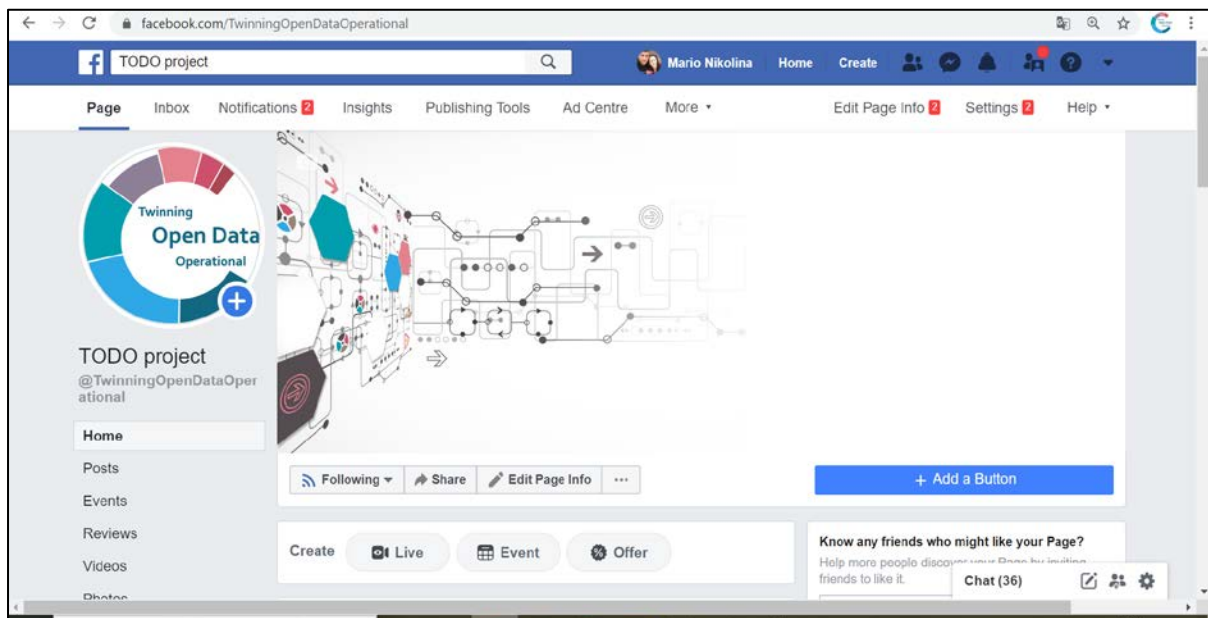 facebook.com/TwinningOpenDataOperational
TODO project
Mario Nikolina Home Create
Page Inbox Notifications 2 Insights Publishing Tools Ad Centre More Edit Page Info 2 Settings 2 Help
Twinning
Open Data
Operational
TODO project
@TwinningOpenDataOper
ational
Home
Posts
Events
Reviews
Videos
Photos
Following Share Edit Page Info ...
+ Add a Button
Create Live Event Offer
Know any friends who might like your Page?
Help more people discover your Page by inviting
friends to like it.
Chat (36)